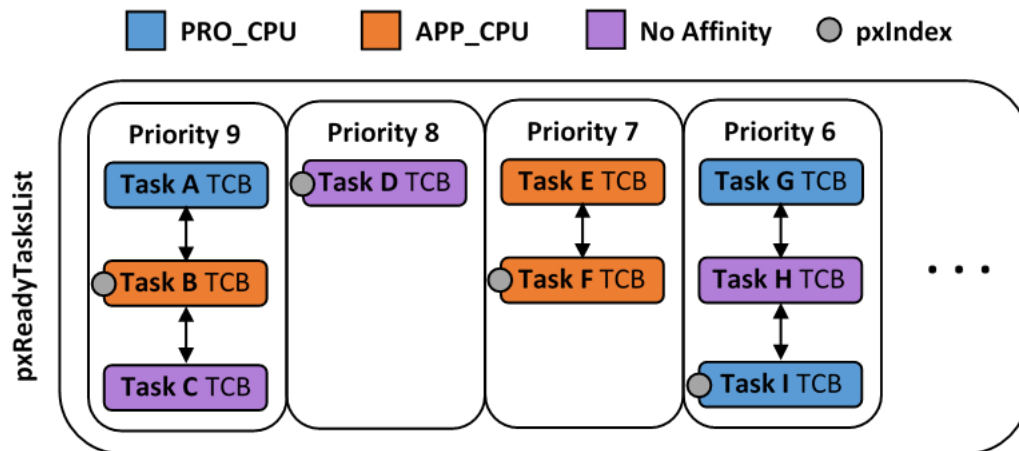 PRO_CPU APP_CPU No Affinity pxIndex
pxReadyTasksList
Priority 9 Priority 8 Priority 7 Priority 6
Task A TCB Task D TCB Task E TCB Task G TCB
Task B TCB Task F TCB Task H TCB
. . .
Task C TCB Task I TCB